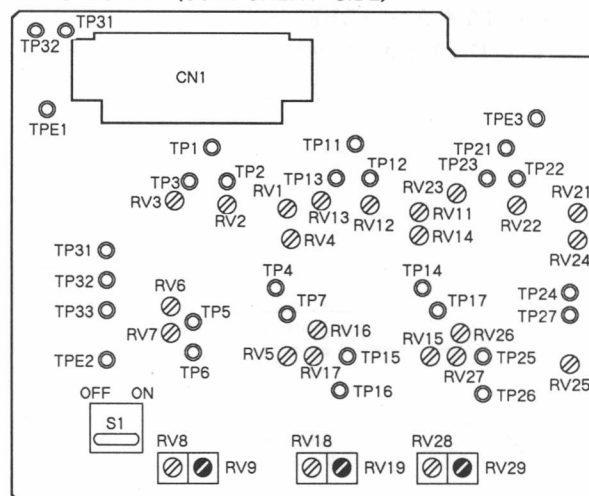 TP31
TP32
CN1
TPE1
TPE3
TP1
TP11
TP21
TP3
TP2
TP13
TP12
TP23
TP22
RV3
RV2
RV1
RV13
RV12
RV23
RV11
RV22
RV21
RV4
RV14
RV24
TP31
TP32
TP33
TP4
TP14
TP24
TP27
RV6
TP5
TP7
TP17
RV7
RV16
RV26
TP6
RV5
RV17
TP15
RV15
RV27
TP25
RV25
TPE2
TP16
TP26
OFF ON
S1
RV8
RV9
RV18
RV19
RV28
RV29